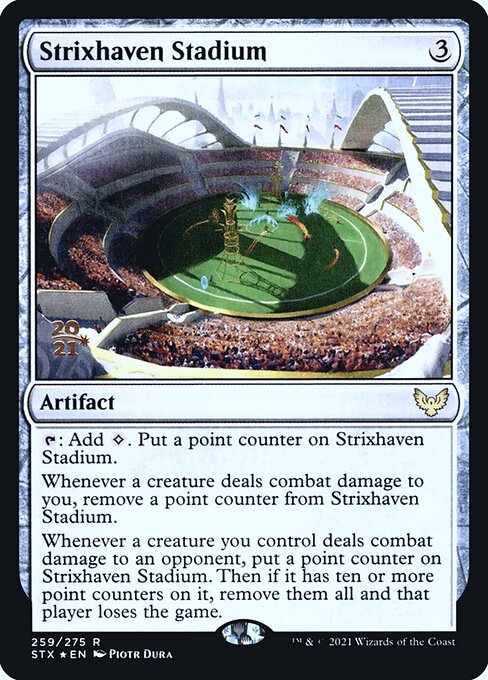 Strixhaven Stadium 3
20
21
Artifact
: Add . Put a point counter on Strixhaven
Stadium.
Whenever a creature deals combat damage to
you, remove a point counter from Strixhaven
Stadium.
Whenever a creature you control deals combat
damage to an opponent, put a point counter on
Strixhaven Stadium. Then if it has ten or more
point counters on it, remove them all and that
player loses the game.
259/275 R
STX ★ EN Piotr Dura
™ & © 2021 Wizards of the Coast